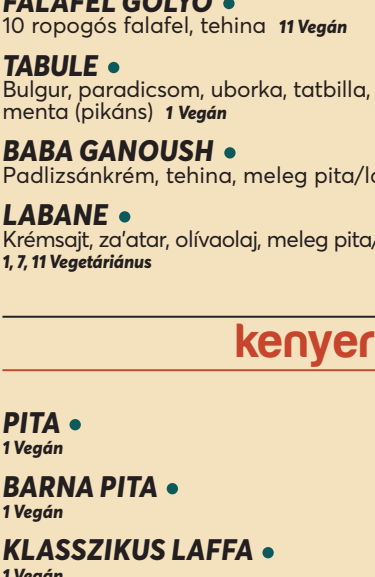 FALAFEL GOLYÓ
10 ropogós falafel, tehina 11 Vegán
TABULE
Bulgur, paradicsom, uborka, tatbilla,
menta (pikáns) 1 Vegán
BABA GANOUSH
Padlizsánkrém, tehina, meleg pita/la
LABANE
Krémsajt, za'atar, olívaolaj, meleg pita/
1, 7, 11 Vegetáriánus
kenyer
PITA
1 Vegán
BARNA PITA
1 Vegán
KLASSZIKUS LAFFA
1 Vegán